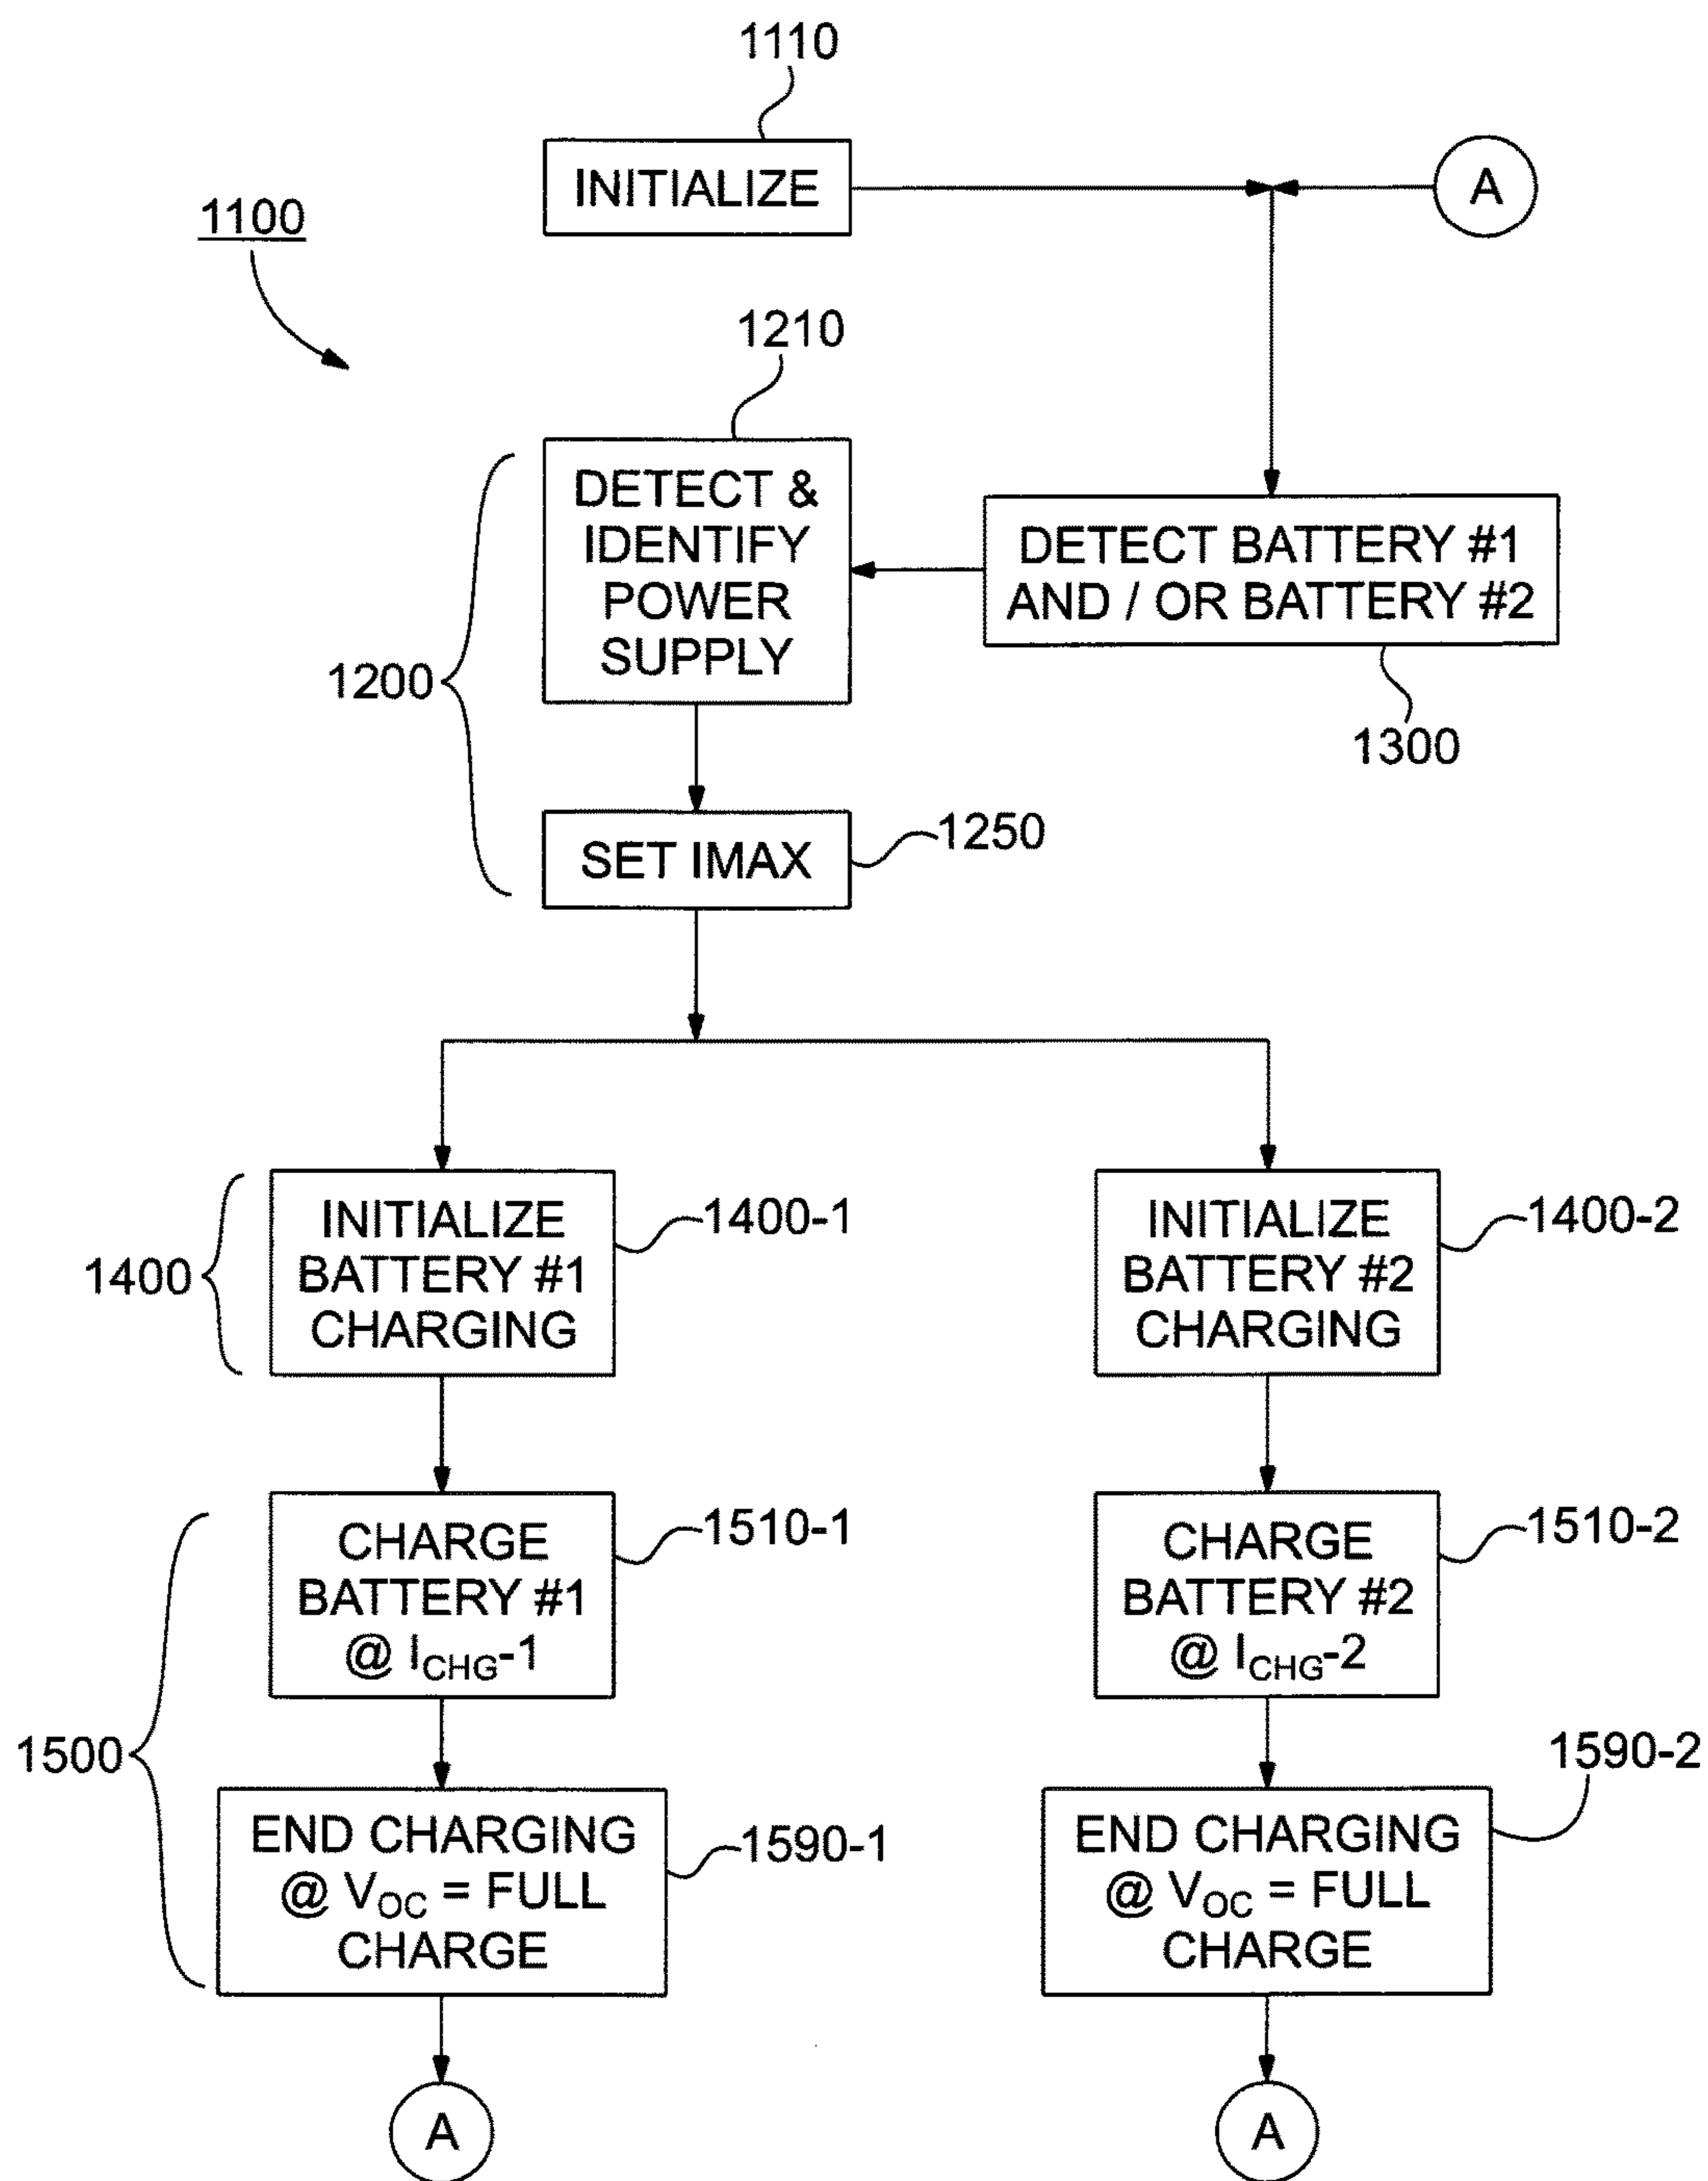 1110
INITIALIZE
A
1100
1210
DETECT &
IDENTIFY
POWER
SUPPLY
DETECT BATTERY #1
AND / OR BATTERY #2
1200
1300
SET IMAX
1250
INITIALIZE
BATTERY #1
CHARGING
1400-1
1400
INITIALIZE
BATTERY #2
CHARGING
1400-2
CHARGE
BATTERY #1
@ ICHG-1
1510-1
CHARGE
BATTERY #2
@ ICHG-2
1510-2
1500
END CHARGING
@ VOC = FULL
CHARGE
1590-1
1590-2
END CHARGING
@ VOC = FULL
CHARGE
A
A